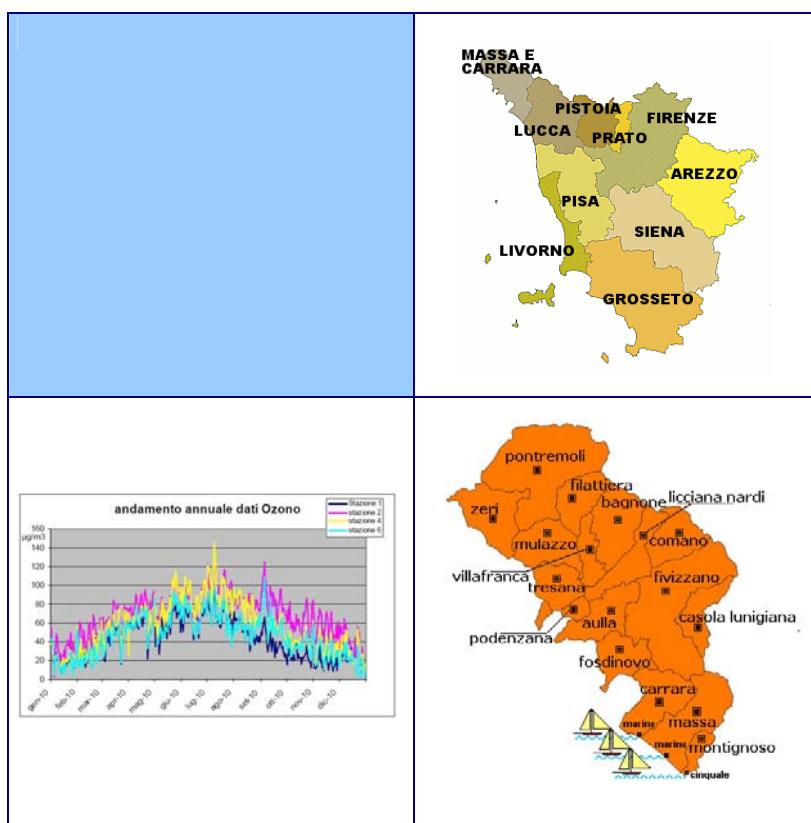 MASSA E
CARRARA
PISTOIA
FIRENZE
LUCCA
PRATO
AREZZO
PISA
SIENA
LIVORNO
GROSSETO
andamento annuale dati Ozono
Stazione 1
stazione 2
stazione 4
stazione 6
160
µg/m3
140
120
100
80
60
40
20
0
gen-10
feb-10
mar-10
apr-10
mag-10
giu-10
lug-10
ago-10
set-10
ott-10
nov-10
dic-10
pontremoli
filattiera
licciana nardi
bagnone
zeri
mulazzo
comano
villafranca
tresana
fivizzano
aulla
casola lunigiana
podenzana
fosdinovo
carrara
massa
marina
marina
montignoso
cinquale